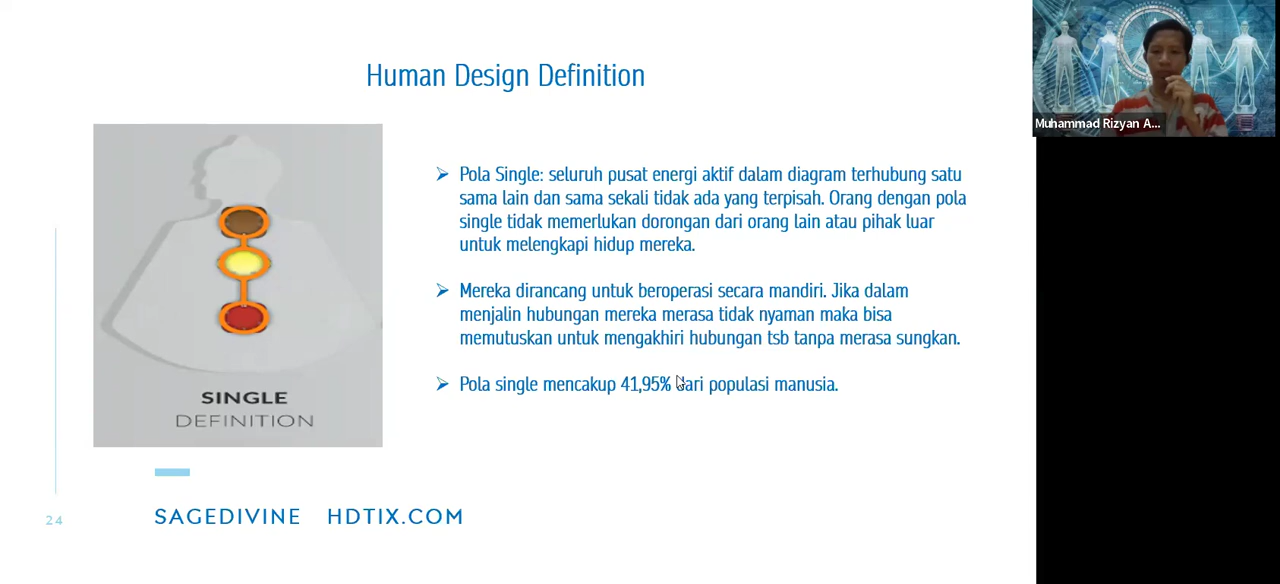 Human Design Definition
Muhammad Rizyan A...
➢ Pola Single: seluruh pusat energi aktif dalam diagram terhubung satu
sama lain dan sama sekali tidak ada yang terpisah. Orang dengan pola
single tidak memerlukan dorongan dari orang lain atau pihak luar
untuk melengkapi hidup mereka.
➢ Mereka dirancang untuk beroperasi secara mandiri. Jika dalam
menjalin hubungan mereka merasa tidak nyaman maka bisa
memutuskan untuk mengakhiri hubungan tsb tanpa merasa sungkan.
➢ Pola single mencakup 41,95% dari populasi manusia.
SINGLE
DEFINITION
24
SAGEDIVINE HDTIX.COM